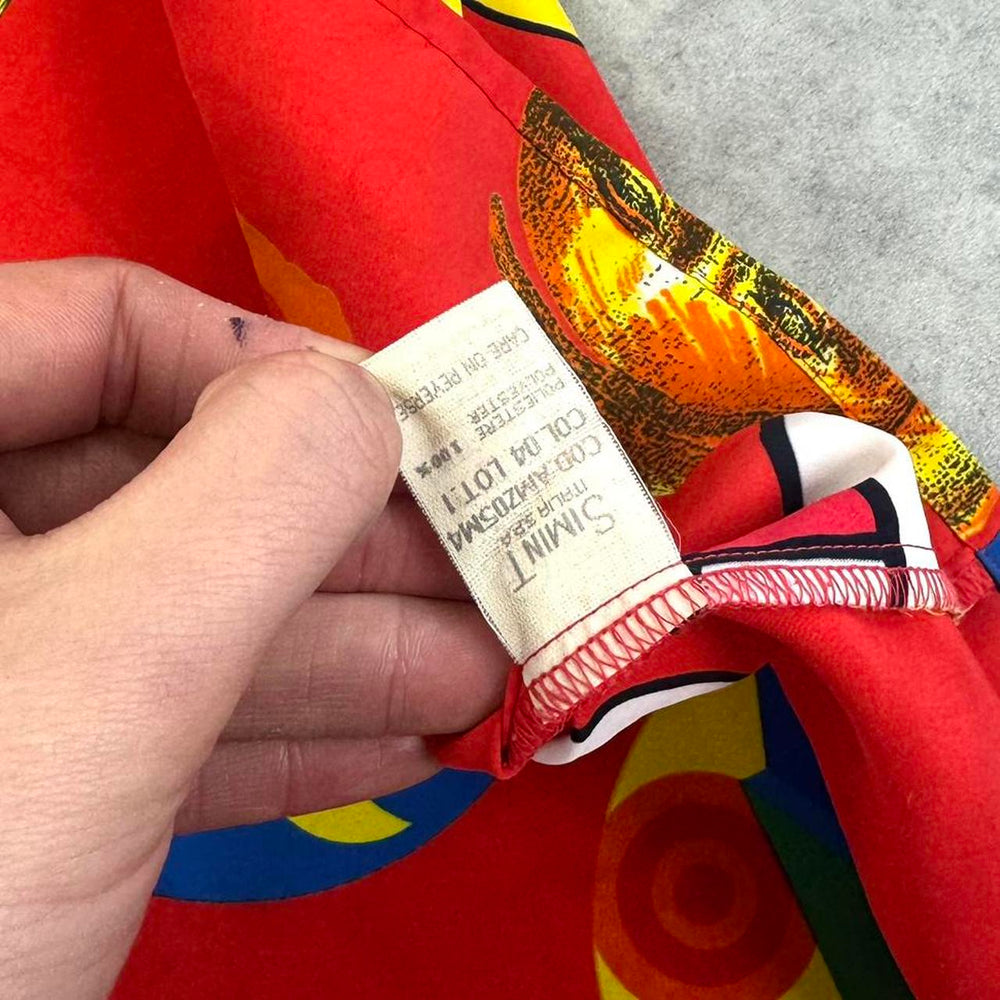 SIMINT
ITALIA S.P.A
COD.AMZ05MA
COL 04 LOT:1
POLIESTERE
POLYESTER 100%
CARE ON REVERSE